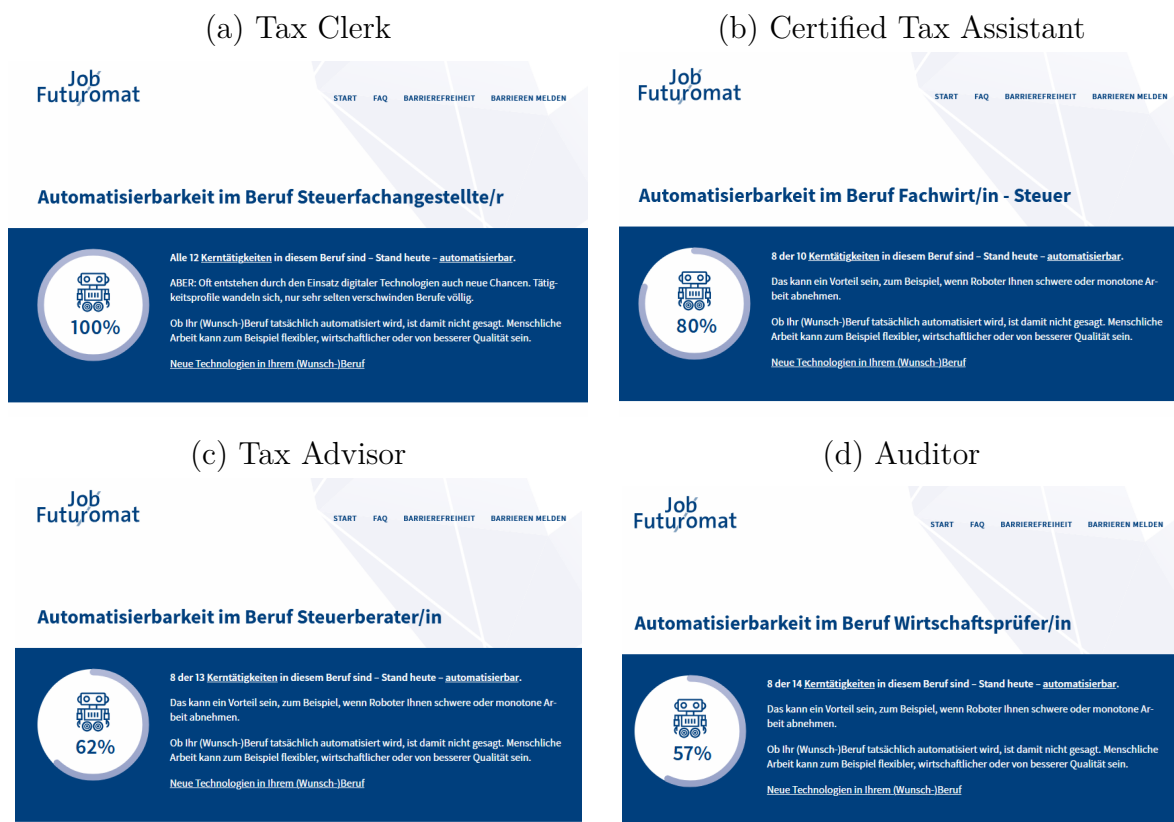 (a) Tax Clerk
Job
Futuromat
START FAQ BARRIEREFREIHEIT BARRIEREN MELDEN
Automatisierbarkeit im Beruf Steuerfachangestellte/r
100%
Alle 12 Kerntätigkeiten in diesem Beruf sind – Stand heute – automatisierbar.
ABER: Oft entstehen durch den Einsatz digitaler Technologien auch neue Chancen. Tätig-
keitsprofile wandeln sich, nur sehr selten verschwinden Berufe völlig.
Ob Ihr (Wunsch-)Beruf tatsächlich automatisiert wird, ist damit nicht gesagt. Menschliche
Arbeit kann zum Beispiel flexibler, wirtschaftlicher oder von besserer Qualität sein.
Neue Technologien in Ihrem (Wunsch-)Beruf
(b) Certified Tax Assistant
Job
Futuromat
START FAQ BARRIEREFREIHEIT BARRIEREN MELDEN
Automatisierbarkeit im Beruf Fachwirt/in - Steuer
80%
8 der 10 Kerntätigkeiten in diesem Beruf sind – Stand heute – automatisierbar.
Das kann ein Vorteil sein, zum Beispiel, wenn Roboter Ihnen schwere oder monotone Ar-
beit abnehmen.
Ob Ihr (Wunsch-)Beruf tatsächlich automatisiert wird, ist damit nicht gesagt. Menschliche
Arbeit kann zum Beispiel flexibler, wirtschaftlicher oder von besserer Qualität sein.
Neue Technologien in Ihrem (Wunsch-)Beruf
(c) Tax Advisor
Job
Futuromat
START FAQ BARRIEREFREIHEIT BARRIEREN MELDEN
Automatisierbarkeit im Beruf Steuerberater/in
62%
8 der 13 Kerntätigkeiten in diesem Beruf sind – Stand heute – automatisierbar.
Das kann ein Vorteil sein, zum Beispiel, wenn Roboter Ihnen schwere oder monotone Ar-
beit abnehmen.
Ob Ihr (Wunsch-)Beruf tatsächlich automatisiert wird, ist damit nicht gesagt. Menschliche
Arbeit kann zum Beispiel flexibler, wirtschaftlicher oder von besserer Qualität sein.
Neue Technologien in Ihrem (Wunsch-)Beruf
(d) Auditor
Job
Futuromat
START FAQ BARRIEREFREIHEIT BARRIEREN MELDEN
Automatisierbarkeit im Beruf Wirtschaftsprüfer/in
57%
8 der 14 Kerntätigkeiten in diesem Beruf sind – Stand heute – automatisierbar.
Das kann ein Vorteil sein, zum Beispiel, wenn Roboter Ihnen schwere oder monotone Ar-
beit abnehmen.
Ob Ihr (Wunsch-)Beruf tatsächlich automatisiert wird, ist damit nicht gesagt. Menschliche
Arbeit kann zum Beispiel flexibler, wirtschaftlicher oder von besserer Qualität sein.
Neue Technologien in Ihrem (Wunsch-)Beruf